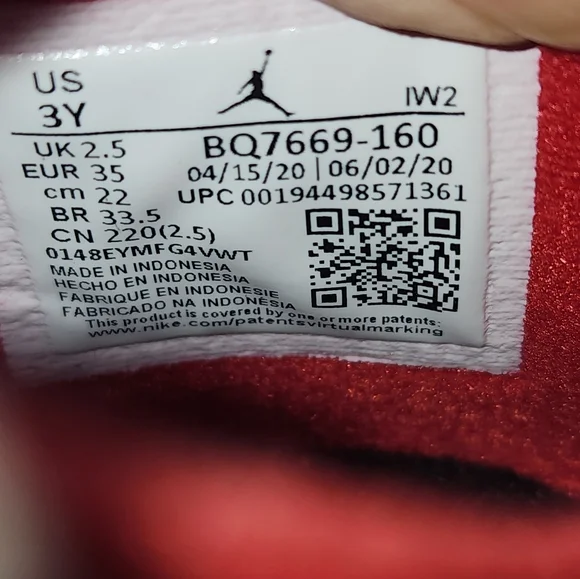 US
3Y
IW2
UK 2.5
EUR 35
cm 22
BR 33.5
CN 220(2.5)
BQ7669-160
04/15/20 | 06/02/20
UPC 00194498571361
0148EYMFG4VWT
MADE IN INDONESIA
HECHO EN INDONESIA
FABRIQUE EN INDONESIE
FABRICADO NA INDONÉSIA
This product is covered by one or more patents:
www.nike.com/patentsvirtualmarking